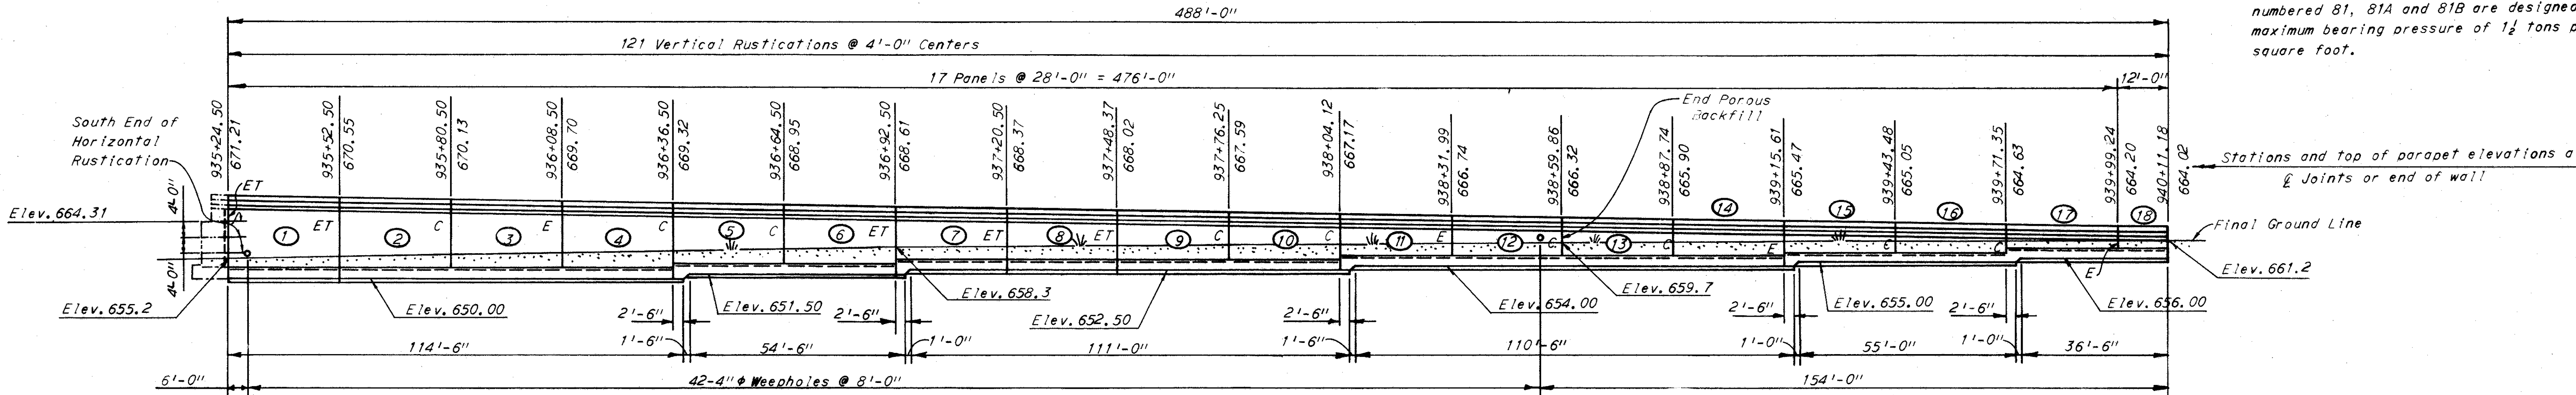 488'-0"
numbered 81, 81A and 81B are designed
maximum bearing pressure of 1½ tons p
square foot.
121 Vertical Rustications @ 4'-0" Centers
17 Panels @ 28'-0" = 476'-0"
12'-0"
South End of
Horizontal
Rustication
935+24.50
671.21
935+52.50
670.55
935+80.50
670.13
936+08.50
669.70
936+36.50
669.32
936+64.50
668.95
936+92.50
668.61
937+20.50
668.37
937+48.37
668.02
937+76.25
667.59
938+04.12
667.17
938+31.99
666.74
938+59.86
666.32
938+87.74
665.90
939+15.61
665.47
939+43.48
665.05
939+71.35
664.63
939+99.24
664.20
940+11.18
664.02
End Porous
Backfill
Stations and top of parapet elevations a
℄ Joints or end of wall
4'-0"
4'-0"
ET
Elev. 664.31
1 ET 2 C 3 E 4 C 5 C 6 ET 7 ET 8 ET 9 C 10 C 11 E 12 C 13 C 14 E 15 C 16 C 17 E 18
Final Ground Line
Elev. 655.2
Elev. 650.00
Elev. 651.50
Elev. 658.3
Elev. 652.50
Elev. 654.00
Elev. 659.7
Elev. 655.00
Elev. 656.00
Elev. 661.2
2'-6"
2'-6"
2'-6"
2'-6"
2'-6"
114'-6"
1'-6"
54'-6"
1'-0"
111'-0"
1'-6"
110'-6"
1'-0"
55'-0"
1'-0"
36'-6"
6'-0"
42-4"ϕ Weepholes @ 8'-0"
154'-0"